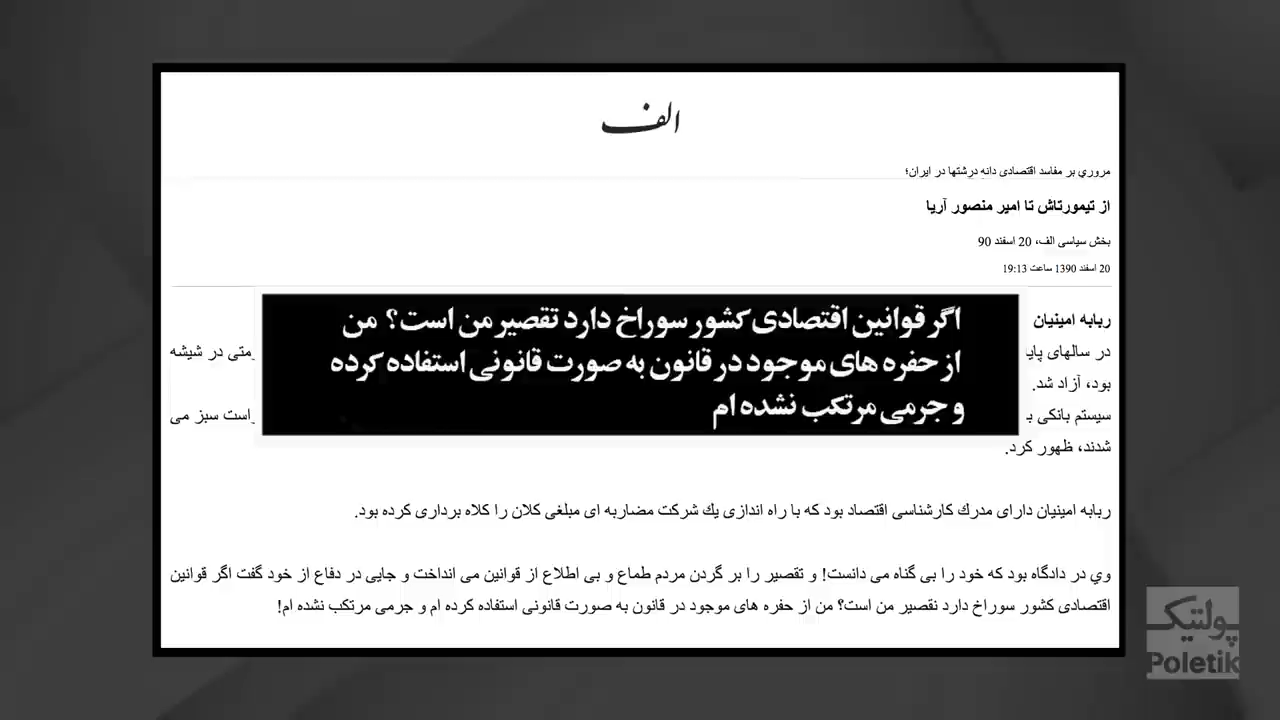 الف
مروري بر مفاسد اقتصادی دانه درشتها در ایران؛
از تیمورتاش تا امیر منصور آریا
بخش سیاسی الف، 20 اسفند 90
20 اسفند 1390 ساعت 19:13
ربابه امینیان
در سالهای پایا
متی در شیشه
بود، آزاد شد.
سیستم بانکی ب
است سبز می
شدند، ظهور کرد.
اگر قوانین اقتصادی کشور سوراخ دارد تقصیر من است؟ من
از حفره های موجود در قانون به صورت قانونی استفاده کرده
و جرمی مرتکب نشده ام
ربابه امینیان دارای مدرك کارشناسی اقتصاد بود که با راه اندازی يك شرکت مضاربه ای مبلغی کلان را کلاه برداری کرده بود.
وي در دادگاه بود که خود را بی گناه می دانست! و تقصیر را بر گردن مردم طماع و بی اطلاع از قوانین می انداخت و جایی در دفاع از خود گفت اگر قوانین
اقتصادی کشور سوراخ دارد نقصیر من است؟ من از حفره های موجود در قانون به صورت قانونی استفاده کرده ام و جرمی مرتکب نشده ام!
پولتیک
Poletik